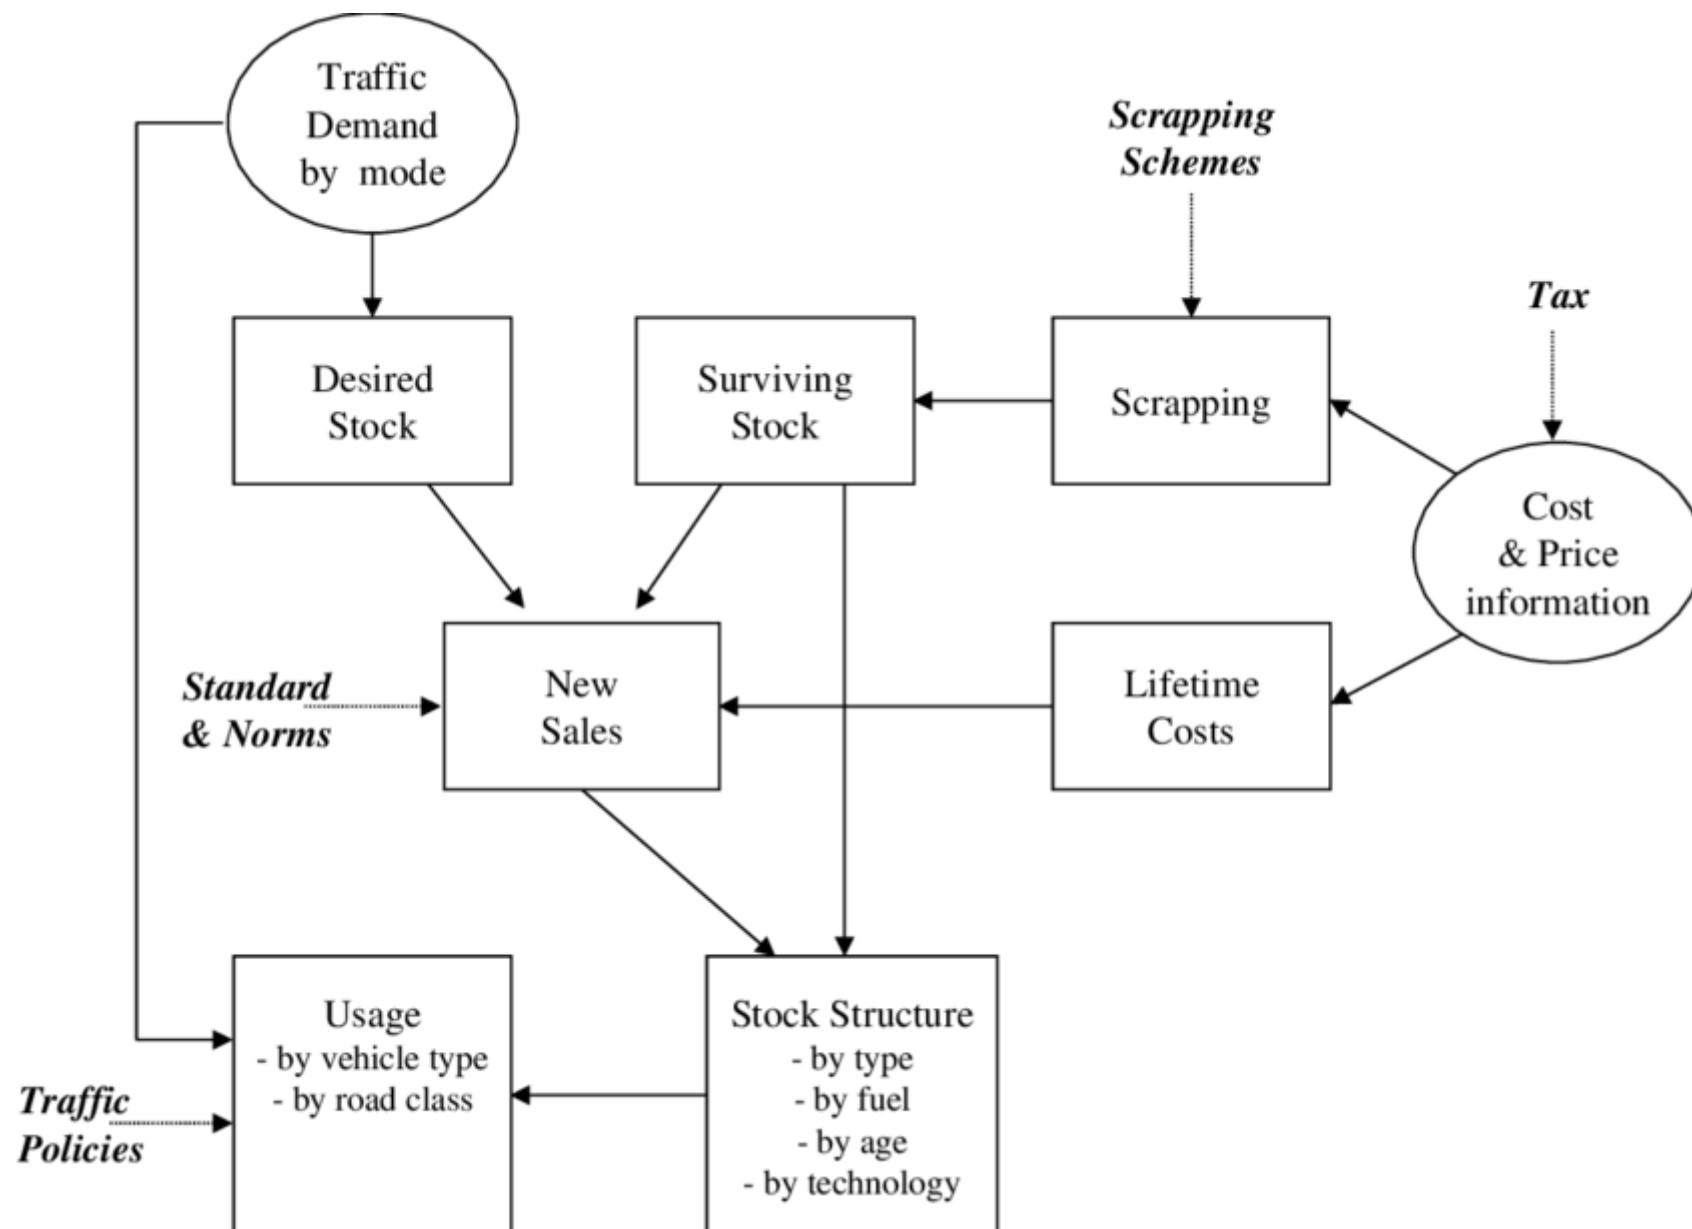 Traffic
Demand
by mode
Scrapping
Schemes
Tax
Desired
Stock
Surviving
Stock
Scrapping
Cost
& Price
information
Standard
& Norms
New
Sales
Lifetime
Costs
Usage
- by vehicle type
- by road class
Stock Structure
- by type
- by fuel
- by age
- by technology
Traffic
Policies